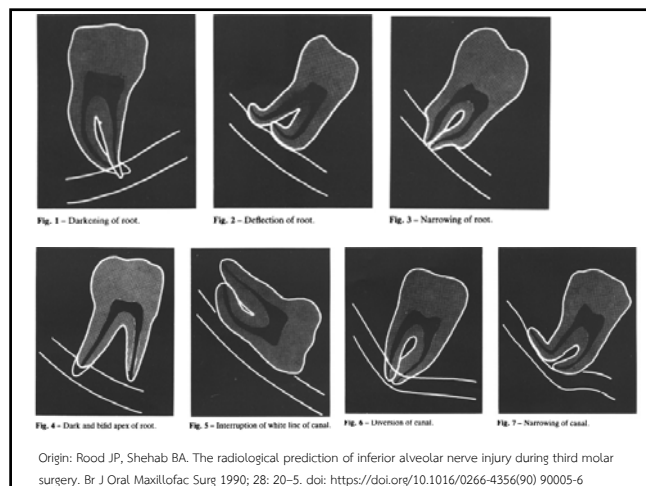 Fig. 1 – Darkening of root.
Fig. 2 – Deflection of root.
Fig. 3 – Narrowing of root.
Fig. 4 – Dark and bifid apex of root.
Fig. 5 – Interruption of white line of canal.
Fig. 6 – Diversion of canal.
Fig. 7 – Narrowing of canal.
Origin: Rood JP, Shehab BA. The radiological prediction of inferior alveolar nerve injury during third molar
surgery. Br J Oral Maxillofac Surg 1990; 28: 20–5. doi: https://doi.org/10.1016/0266-4356(90) 90005-6